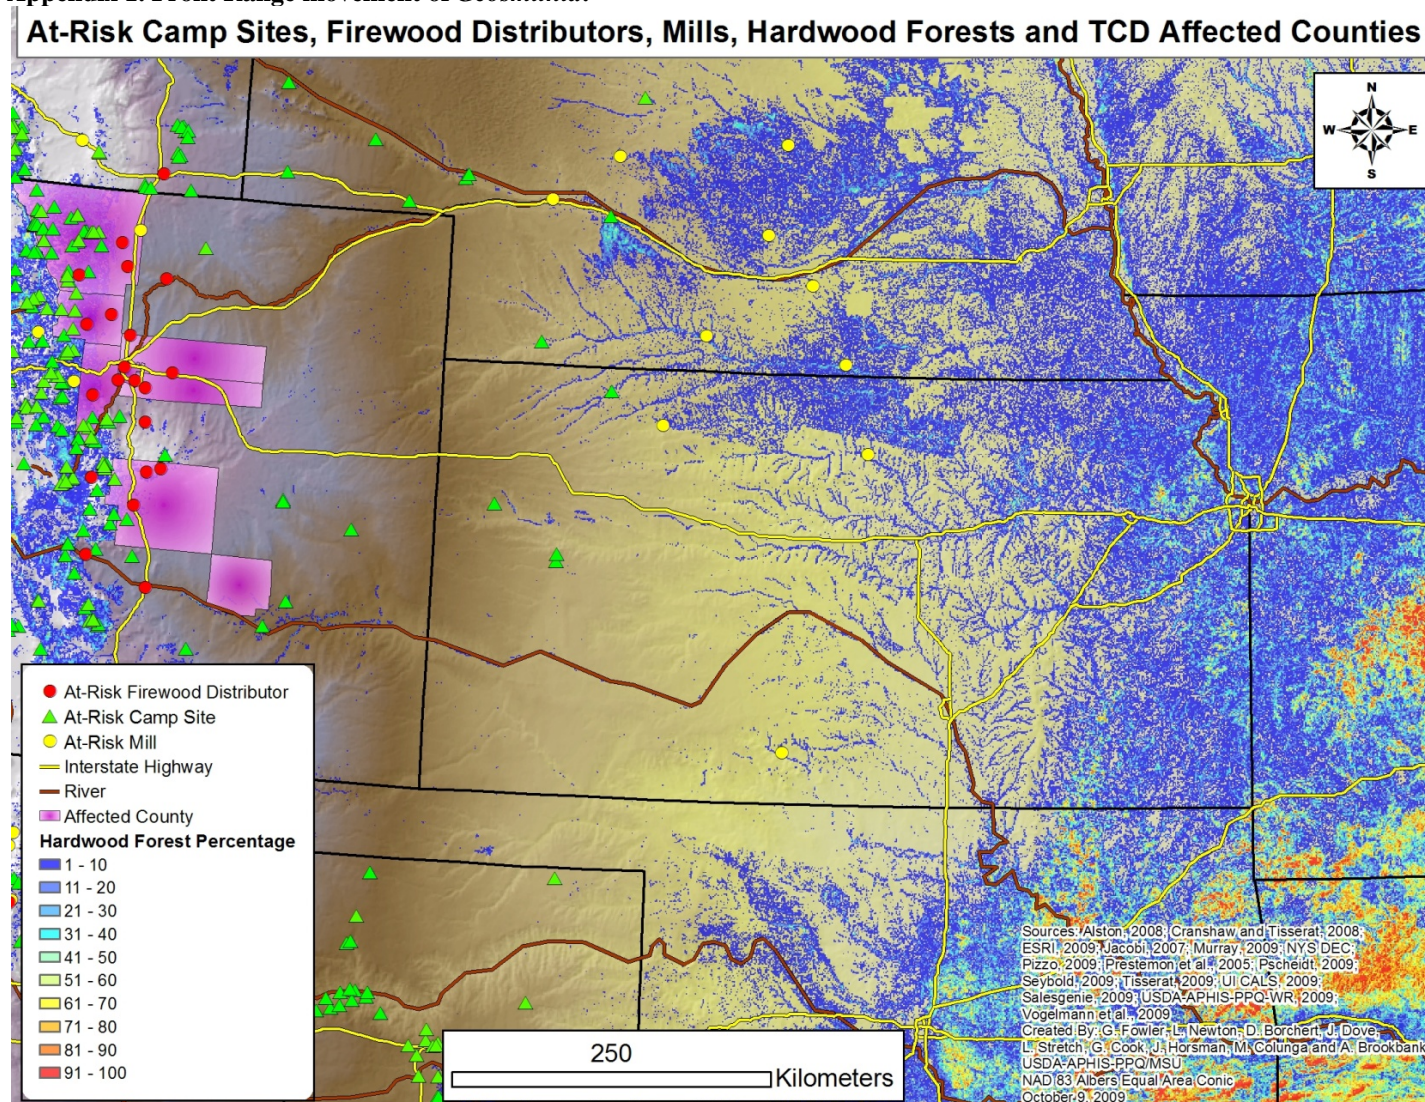 At-Risk Camp Sites, Firewood Distributors, Mills, Hardwood Forests and TCD Affected Counties
N
W E
S
At-Risk Firewood Distributor
At-Risk Camp Site
At-Risk Mill
Interstate Highway
River
Affected County
Hardwood Forest Percentage
1 - 10
11 - 20
21 - 30
31 - 40
41 - 50
51 - 60
61 - 70
71 - 80
81 - 90
91 - 100
250
Kilometers
Sources: Alston, 2008; Cranshaw and Tisserat, 2008;
ESRI, 2009; Jacobi, 2007; Murray, 2009; NYS DEC;
Pizzo, 2009; Prestemon et al., 2005; Pscheidt, 2009;
Seybold, 2009; Tisserat, 2009; UI CALS, 2009;
Salesgenie, 2009; USDA-APHIS-PPQ-WR, 2009;
Vogelmann et al., 2009
Created By: G. Fowler, L. Newton, D. Borchert, J. Dove,
L. Stretch, G. Cook, J. Horsman, M. Colunga and A. Brookbank
USDA-APHIS-PPQ/MSU
NAD 83 Albers Equal Area Conic
October 9, 2009